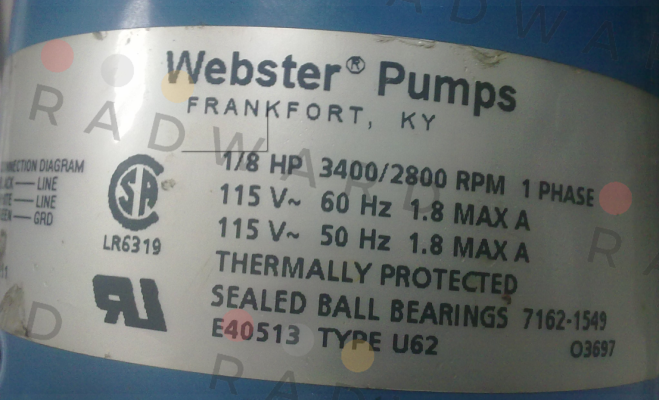 Webster® Pumps
FRANKFORT, KY
1/8 HP 3400/2800 RPM 1 PHASE
115 V~ 60 Hz 1.8 MAX A
115 V~ 50 Hz 1.8 MAX A
THERMALLY PROTECTED
SEALED BALL BEARINGS 7162-1549
E40513 TYPE U62 O3697
DIAGRAM
LINE
LINE
GRD
LR6319
RADWARD